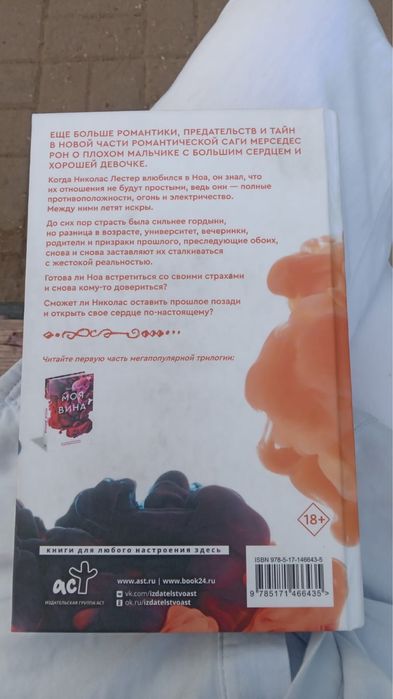 ЕЩЕ БОЛЬШЕ РОМАНТИКИ, ПРЕДАТЕЛЬСТВ И ТАЙН
В НОВОЙ ЧАСТИ РОМАНТИЧЕСКОЙ САГИ МЕРСЕДЕС
РОН О ПЛОХОМ МАЛЬЧИКЕ С БОЛЬШИМ СЕРДЦЕМ И
ХОРОШЕЙ ДЕВОЧКЕ.
Когда Николас Лестер влюбился в Ноа, он знал, что
их отношения не будут простыми, ведь они — полные
противоположности, огонь и электричество.
Между ними летят искры.
До сих пор страсть была сильнее гордыни,
но разница в возрасте, университет, вечеринки,
родители и призраки прошлого, преследующие обоих,
снова и снова заставляют их сталкиваться
с жестокой реальностью.
Готова ли Ноа встретиться со своими страхами
и снова кому-то довериться?
Сможет ли Николас оставить прошлое позади
и открыть свое сердце по-настоящему?
Читайте первую часть мегапопулярной трилогии:
МОЯ
ВИНА
18+
книги для любого настроения здесь
аст
ИЗДАТЕЛЬСКАЯ ГРУППА АСТ
www.ast.ru | www.book24.ru
vk.com/izdatelstvoast
ok.ru/izdatelstvoast
ISBN 978-5-17-146643-5
9 785171 466435 >